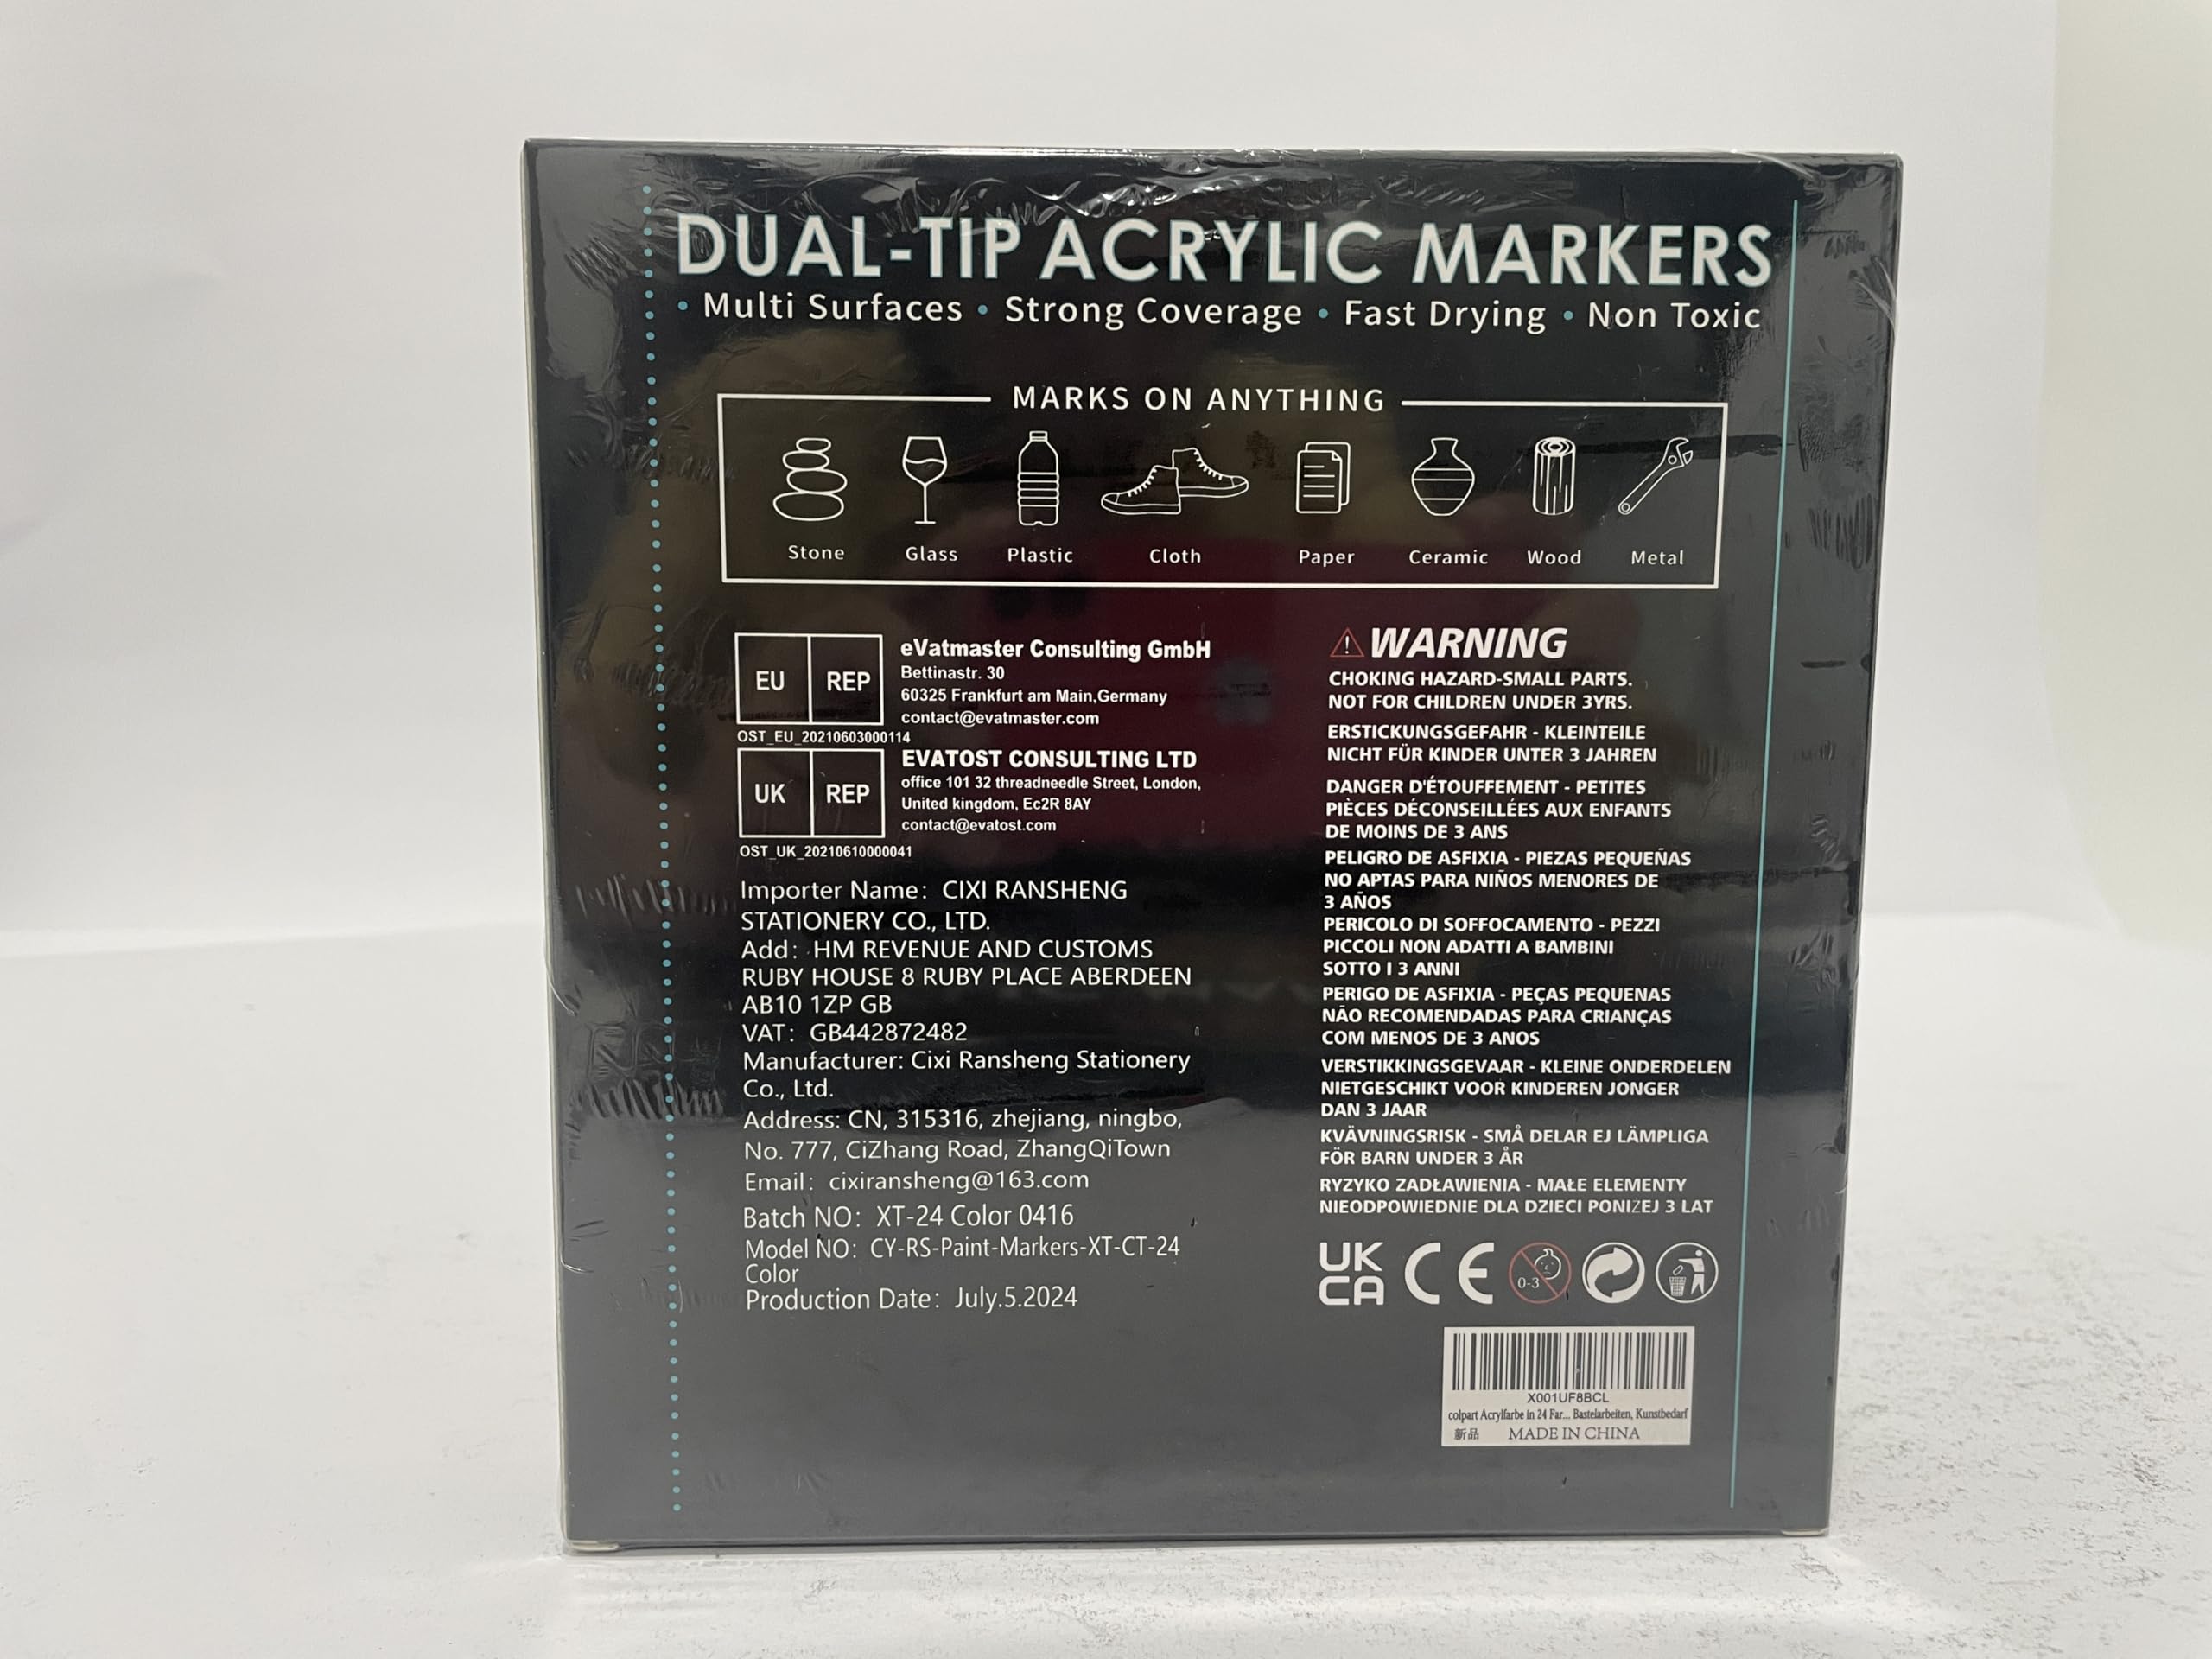 DUAL-TIP ACRYLIC MARKERS
• Multi Surfaces • Strong Coverage • Fast Drying • Non Toxic
MARKS ON ANYTHING
Stone Glass Plastic Cloth Paper Ceramic Wood Metal
EU REP
eVatmaster Consulting GmbH
Bettinastr. 30
60325 Frankfurt am Main,Germany
contact@evatmaster.com
OST_EU_20210603000114
UK REP
EVATOST CONSULTING LTD
office 101 32 threadneedle Street, London,
United kingdom, Ec2R 8AY
contact@evatost.com
OST_UK_20210610000041
Importer Name: CIXI RANSHENG
STATIONERY CO., LTD.
Add: HM REVENUE AND CUSTOMS
RUBY HOUSE 8 RUBY PLACE ABERDEEN
AB10 1ZP GB
VAT: GB442872482
Manufacturer: Cixi Ransheng Stationery
Co., Ltd.
Address: CN, 315316, zhejiang, ningbo,
No. 777, CiZhang Road, ZhangQiTown
Email: cixiransheng@163.com
Batch NO: XT-24 Color 0416
Model NO: CY-RS-Paint-Markers-XT-CT-24
Color
Production Date: July.5.2024
WARNING
CHOKING HAZARD-SMALL PARTS.
NOT FOR CHILDREN UNDER 3YRS.
ERSTICKUNGSGEFAHR - KLEINTEILE
NICHT FÜR KINDER UNTER 3 JAHREN
DANGER D'ÉTOUFFEMENT - PETITES
PIÈCES DÉCONSEILLÉES AUX ENFANTS
DE MOINS DE 3 ANS
PELIGRO DE ASFIXIA - PIEZAS PEQUEÑAS
NO APTAS PARA NIÑOS MENORES DE
3 AÑOS
PERICOLO DI SOFFOCAMENTO - PEZZI
PICCOLI NON ADATTI A BAMBINI
SOTTO I 3 ANNI
PERIGO DE ASFIXIA - PEÇAS PEQUENAS
NÃO RECOMENDADAS PARA CRIANÇAS
COM MENOS DE 3 ANOS
VERSTIKKINGSGEVAAR - KLEINE ONDERDELEN
NIETGESCHIKT VOOR KINDEREN JONGER
DAN 3 JAAR
KVÄVNINGSRISK - SMÅ DELAR EJ LÄMPLIGA
FÖR BARN UNDER 3 ÅR
RYZYKO ZADŁAWIENIA - MAŁE ELEMENTY
NIEODPOWIEDNIE DLA DZIECI PONIŻEJ 3 LAT
UK
CA CE 0-3
X001UF8BCL
colpart Acrylfarbe in 24 Far... Bastelarbeiten, Kunstbedarf
新品 MADE IN CHINA